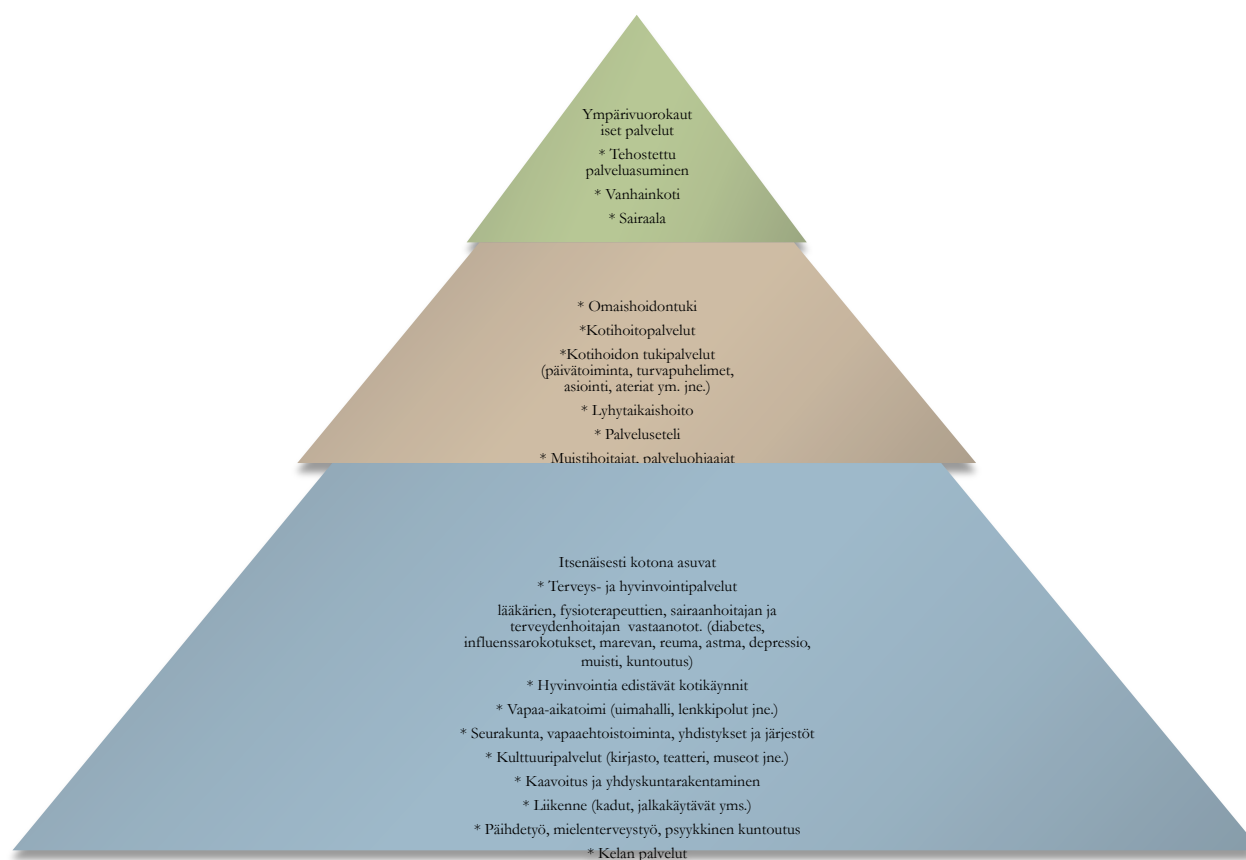 Ympärivuorokaut
iset palvelut
* Tehostettu
palveluasuminen
* Vanhainkoti
* Sairaala
* Omaishoidontuki
*Kotihoitopalvelut
*Kotihoidon tukipalvelut
(päivätoiminta, turvapuhelimet,
asiointi, ateriat ym. jne.)
* Lyhytaikaishoito
* Palveluseteli
* Muistihoitajat, palveluohjaajat
Itsenäisesti kotona asuvat
* Terveys- ja hyvinvointipalvelut
lääkärien, fysioterapeuttien, sairaanhoitajan ja
terveydenhoitajan vastaanotot. (diabetes,
influenssarokotukset, marevan, reuma, astma, depressio,
muisti, kuntoutus)
* Hyvinvointia edistävät kotikäynnit
* Vapaa-aikatoimi (uimahalli, lenkkipolut jne.)
* Seurakunta, vapaaehtoistoiminta, yhdistykset ja järjestöt
* Kulttuuripalvelut (kirjasto, teatteri, museot jne.)
* Kaavoitus ja yhdyskuntarakentaminen
* Liikenne (kadut, jalkakäytävät yms.)
* Päihdetyö, mielenterveystyö, psyykkinen kuntoutus
* Kelan palvelut